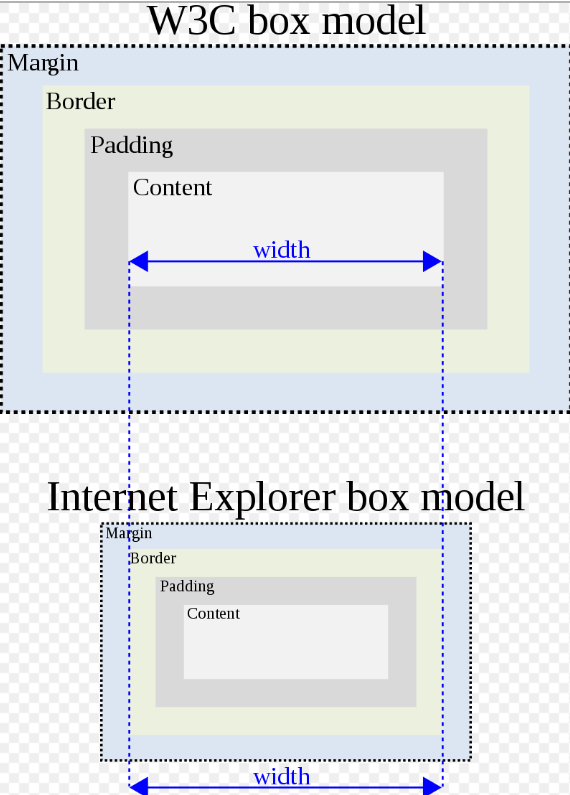 W3C box model
Margin
Border
Padding
Content
width
Internet Explorer box model
Margin
Border
Padding
Content
width